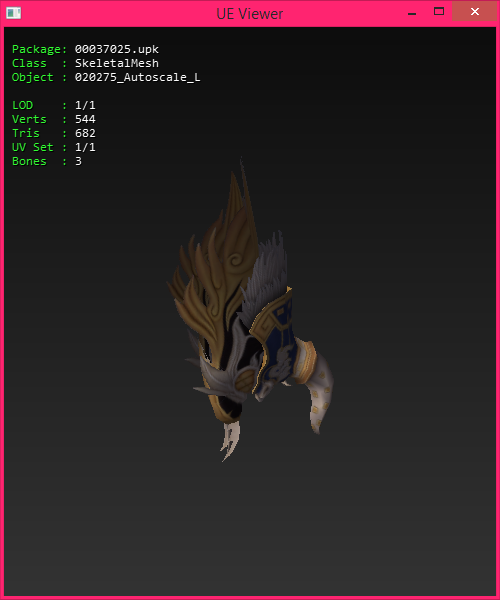 UE Viewer
Package: 00037025.upk
Class  : SkeletalMesh
Object : 020275_Autoscale_L
LOD    : 1/1
Verts  : 544
Tris   : 682
UV Set : 1/1
Bones  : 3